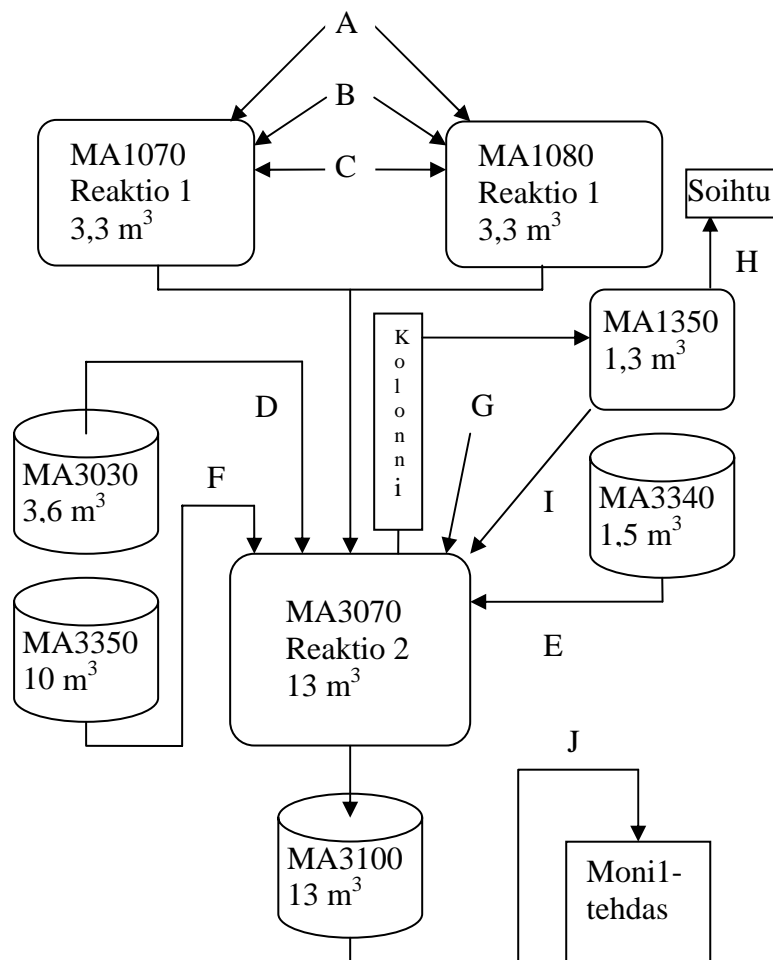 A
B
C
MA1070
Reaktio 1
3,3 m³
MA1080
Reaktio 1
3,3 m³
Soihtu
H
MA1350
1,3 m³
Kolonni
D
G
MA3030
3,6 m³
F
I
MA3340
1,5 m³
MA3350
10 m³
MA3070
Reaktio 2
13 m³
E
J
MA3100
13 m³
Moni1-
tehdas